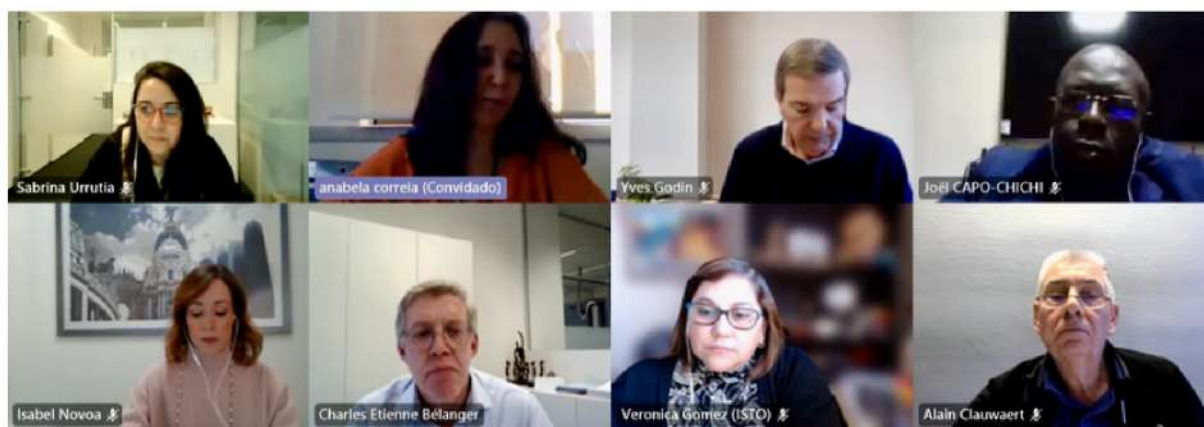 Sabrina Urrutia
anabela correia (Convidado)
Yves Godin
Joël CAPO-CHICHI
Isabel Novoa
Charles Etienne Bélanger
Veronica Gomez (ISTO)
Alain Clauwaert